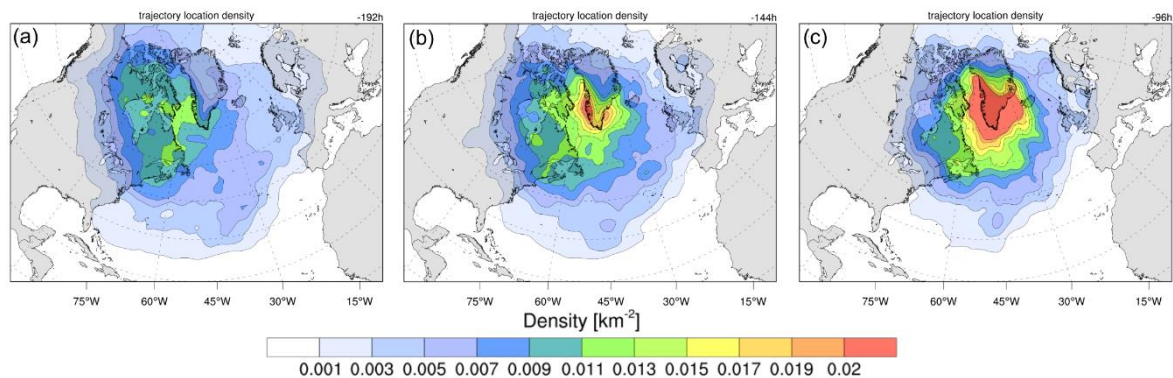 trajectory location density -192h
trajectory location density -144h
trajectory location density -96h
(a)
(b)
(c)
75°W 60°W 45°W 30°W 15°W
75°W 60°W 45°W 30°W 15°W
75°W 60°W 45°W 30°W 15°W
Density [km⁻²]
0.001 0.003 0.005 0.007 0.009 0.011 0.013 0.015 0.017 0.019 0.02